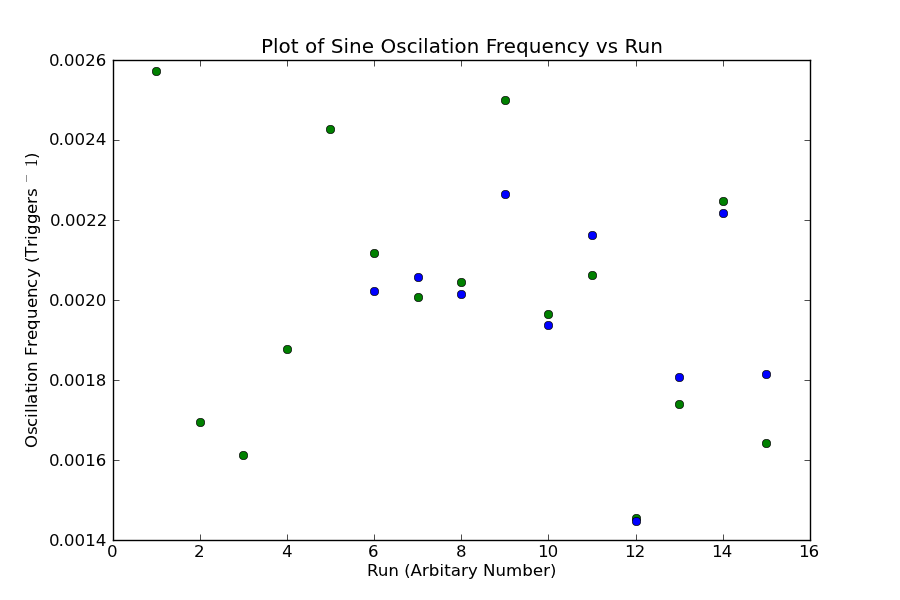 Plot of Sine Oscilation Frequency vs Run
0.0026
0.0024
0.0022
0.0020
0.0018
0.0016
0.0014
Oscillation Frequency (Triggers⁻ 1)
0 2 4 6 8 10 12 14 16
Run (Arbitary Number)